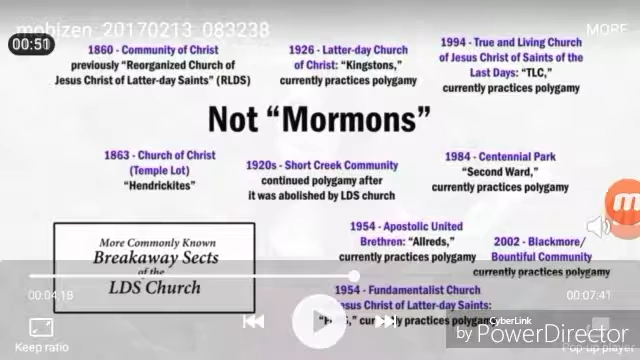 mobizen_20170213_083238
MORE
00:51
1860 - Community of Christ
previously "Reorganized Church of
Jesus Christ of Latter-day Saints" (RLDS)
1926 - Latter-day Church
of Christ: "Kingstons,"
currently practices polygamy
1994 - True and Living Church
of Jesus Christ of Saints of the
Last Days: "TLC,"
currently practices polygamy
Not "Mormons"
1863 - Church of Christ
(Temple Lot)
"Hendrickites"
1920s - Short Creek Community
continued polygamy after
it was abolished by LDS church
1984 - Centennial Park
"Second Ward,"
currently practices polygamy
1954 - Apostolic United
Brethren: "Allreds,"
currently practices polygamy
2002 - Blackmore/
Bountiful Community
currently practices polygamy
More Commonly Known
Breakaway Sects
of the
LDS Church
1954 - Fundamentalist Church
Jesus Christ of Latter-day Saints:
currently practices polygamy
00:04.18
00:07:41
Keep ratio
CyberLink
by PowerDirector
Pop-up player